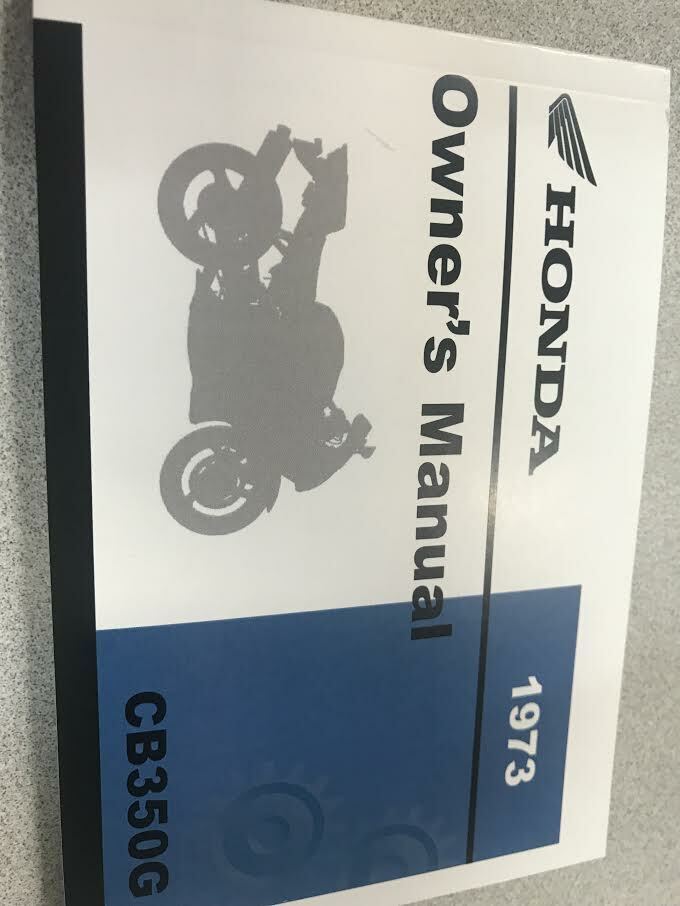 HONDA
1973
Owner's Manual
CB350G